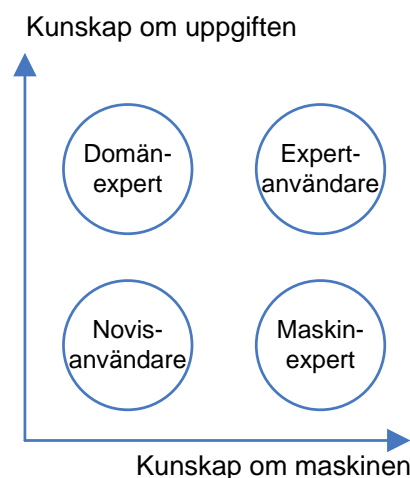 Kunskap om uppgiften
Domän-
expert
Expert-
användare
Novis-
användare
Maskin-
expert
Kunskap om maskinen